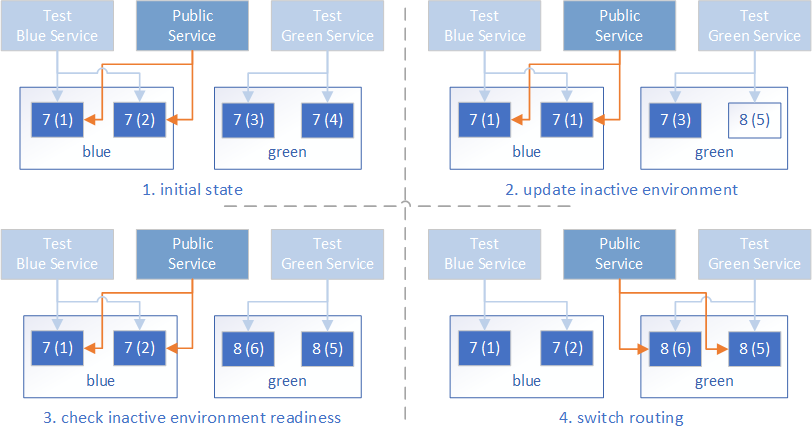 Test
Blue Service
Public
Service
Test
Green Service
7 (1)
7 (2)
7 (3)
7 (4)
blue
green
1. initial state
Test
Blue Service
Public
Service
Test
Green Service
7 (1)
7 (1)
7 (3)
8 (5)
blue
green
2. update inactive environment
Test
Blue Service
Public
Service
Test
Green Service
7 (1)
7 (2)
8 (6)
8 (5)
blue
green
3. check inactive environment readiness
Test
Blue Service
Public
Service
Test
Green Service
7 (1)
7 (2)
8 (6)
8 (5)
blue
green
4. switch routing